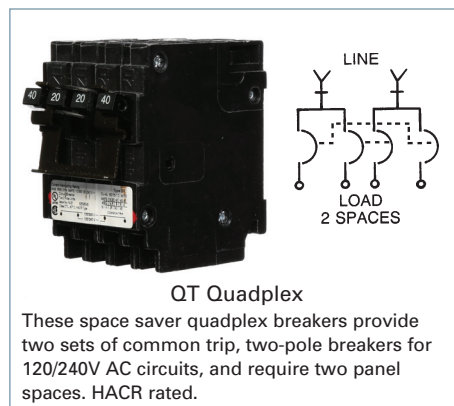 40 20 20 40
LINE
LOAD
2 SPACES
QT Quadplex
These space saver quadplex breakers provide
two sets of common trip, two-pole breakers for
120/240V AC circuits, and require two panel
spaces. HACR rated.